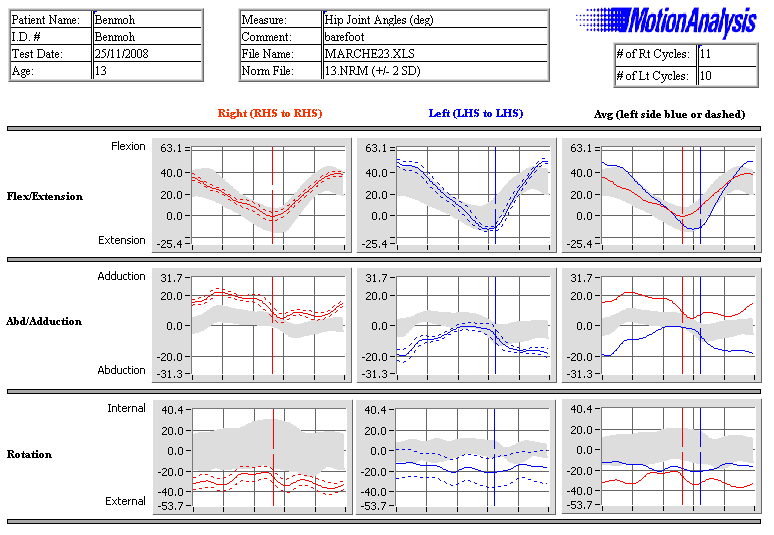 Patient Name: Benmoh
I.D. # Benmoh
Test Date: 25/11/2008
Age: 13
Measure: Hip Joint Angles (deg)
Comment: barefoot
File Name: MARCHE23.XLS
Norm File: 13.NRM (+/- 2 SD)
MotionAnalysis
# of Rt Cycles: 11
# of Lt Cycles: 10
Right (RHS to RHS) Left (LHS to LHS) Avg (left side blue or dashed)
Flexion 63.1 63.1 63.1
40.0 40.0 40.0
Flex/Extension 20.0 20.0 20.0
0.0 0.0 0.0
Extension -25.4 -25.4 -25.4
Adduction 31.7 31.7 31.7
20.0 20.0 20.0
Abd/Adduction 0.0 0.0 0.0
-20.0 -20.0 -20.0
Abduction -31.3 -31.3 -31.3
Internal 40.4 40.4 40.4
20.0 20.0 20.0
0.0 0.0 0.0
Rotation -20.0 -20.0 -20.0
-40.0 -40.0 -40.0
External -53.7 -53.7 -53.7